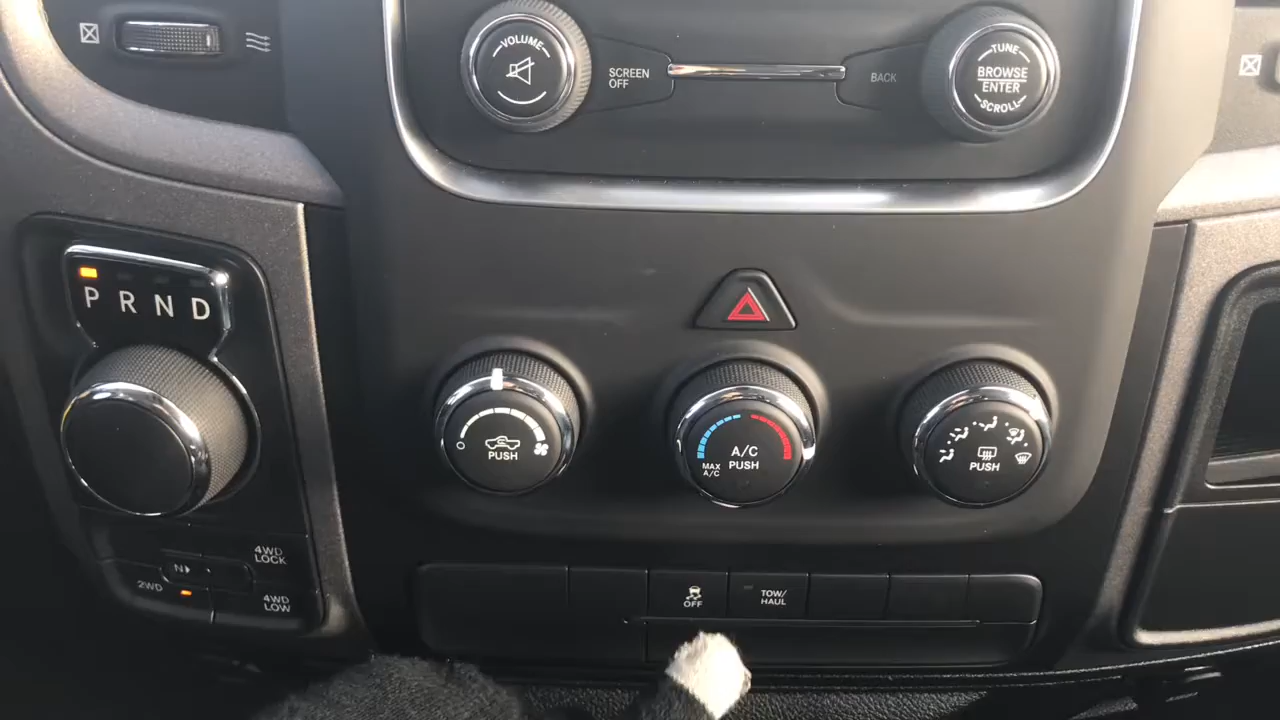 VOLUME
SCREEN
OFF
BACK
TUNE
BROWSE
ENTER
SCROLL
P R N D
PUSH
A/C
PUSH
MAX
A/C
PUSH
4WD
LOCK
N
2WD
4WD
LOW
OFF
TOW/
HAUL